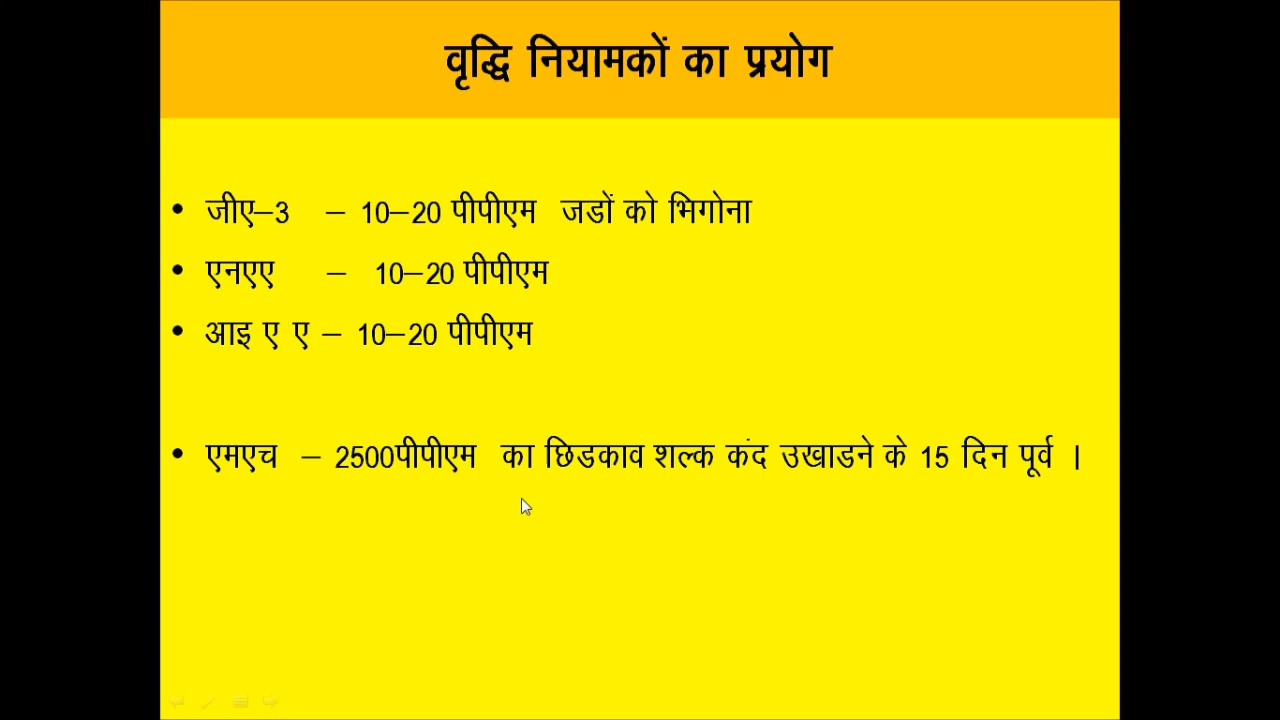 वृद्धि नियामकों का प्रयोग
• जीए–3 – 10–20 पीपीएम जडों को भिगोना
• एनएए – 10–20 पीपीएम
• आइ ए ए – 10–20 पीपीएम
• एमएच – 2500पीपीएम का छिडकाव शल्क कंद उखाडने के 15 दिन पूर्व ।